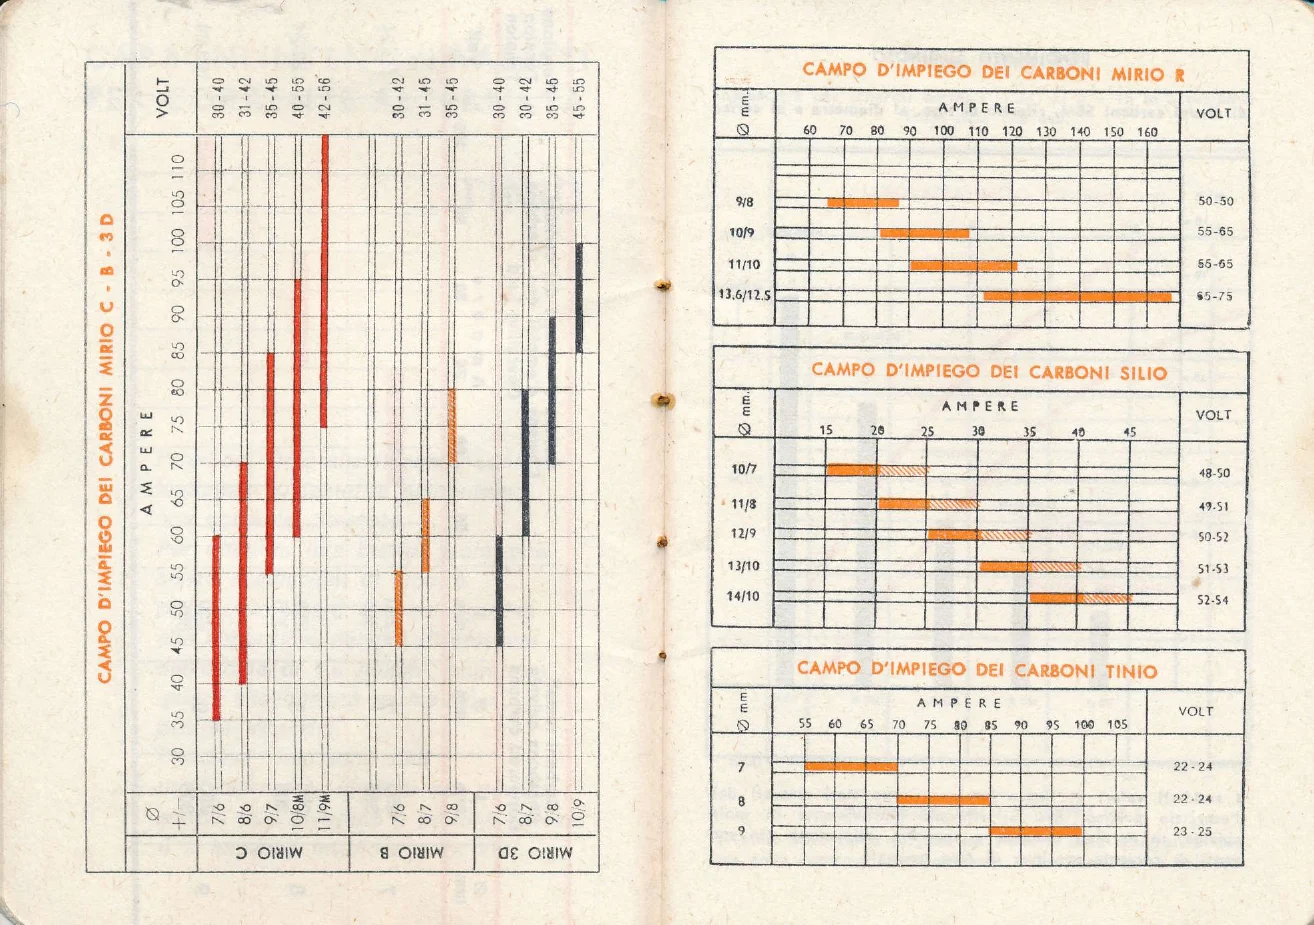 CAMPO D'IMPIEGO DEI CARBONI MIRIO C - B - 3 D
AMPERE VOLT
Ø +/− 30 35 40 45 50 55 60 65 70 75 80 85 90 95 100 105 110
MIRIO C
7/6 30-40
8/6 31-42
9/7 35-45
10/8M 40-55
11/9M 42-56
MIRIO B
7/6 30-42
8/7 31-45
9/8 35-45
MIRIO 3D
7/6 30-40
8/7 30-42
9/8 35-45
10/9 45-55
CAMPO D'IMPIEGO DEI CARBONI MIRIO R
Ø mm. AMPERE VOLT
60 70 80 90 100 110 120 130 140 150 160
9/8 50-50
10/9 55-65
11/10 55-65
13,6/12.5 65-75
CAMPO D'IMPIEGO DEI CARBONI SILIO
Ø mm. AMPERE VOLT
15 20 25 30 35 40 45
10/7 48-50
11/8 49-51
12/9 50-52
13/10 51-53
14/10 52-54
CAMPO D'IMPIEGO DEI CARBONI TINIO
Ø mm AMPERE VOLT
55 60 65 70 75 80 85 90 95 100 105
7 22-24
8 22-24
9 23-25